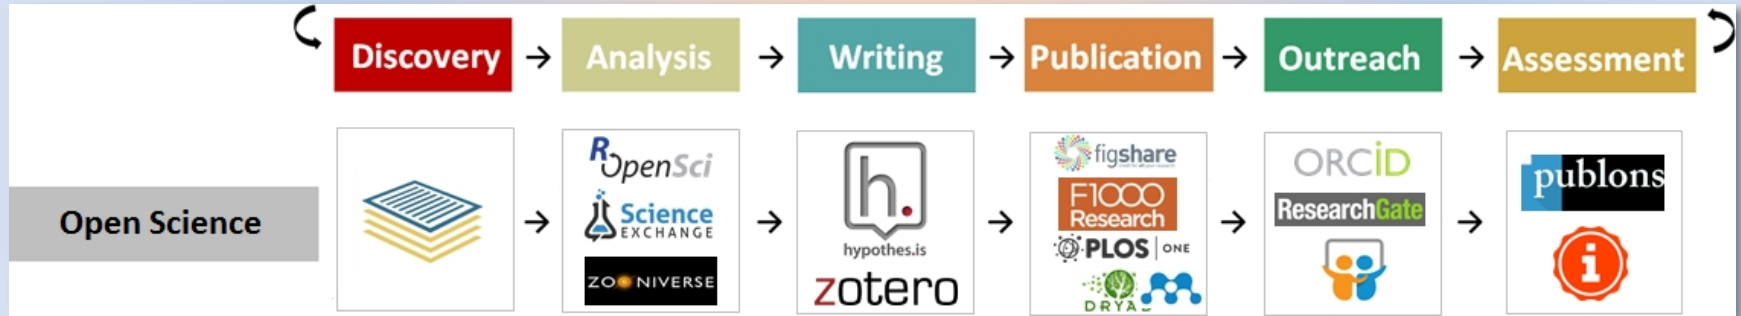 Discovery → Analysis → Writing → Publication → Outreach → Assessment
Open Science
ROpenSci
Science
EXCHANGE
ZOONIVERSE
h.
hypothes.is
zotero
figshare
F1000
Research
PLOS | ONE
DRYA
ORCiD
ResearchGate
publons
i